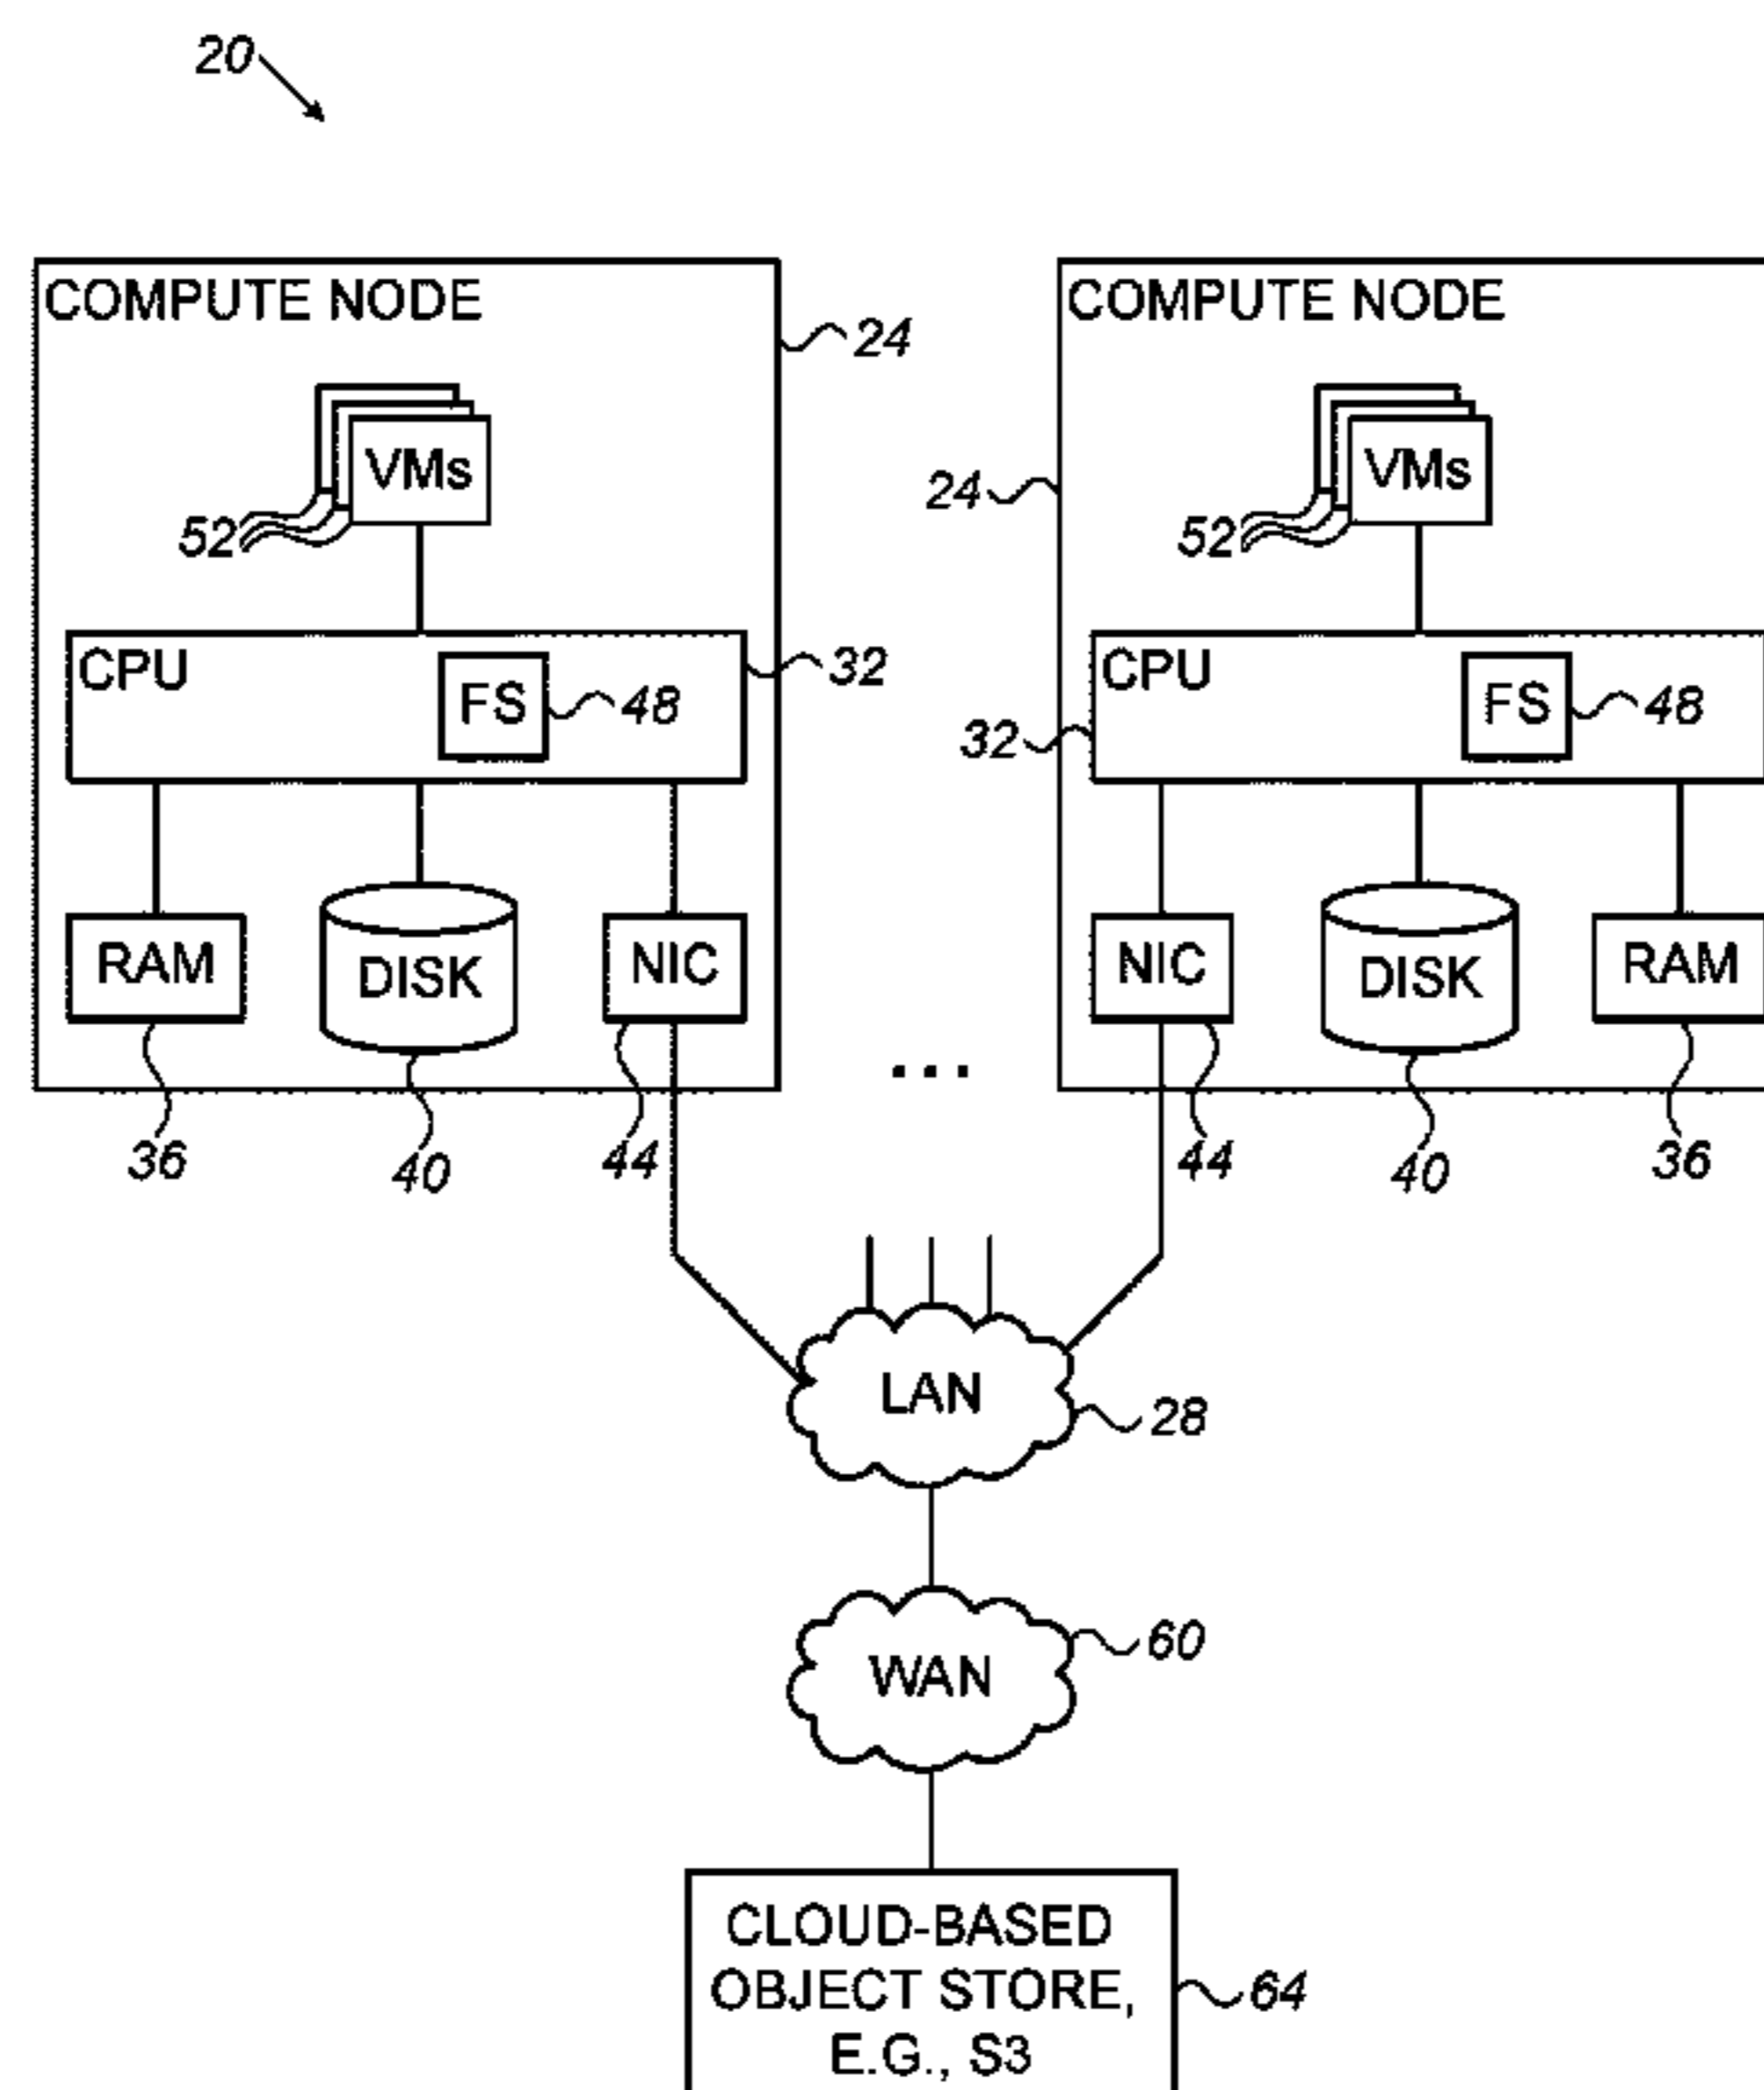 20
COMPUTE NODE
24
VMs
52
CPU
FS
48
32
RAM
DISK
NIC
36
40
44
...
COMPUTE NODE
24
VMs
52
CPU
FS
48
32
NIC
DISK
RAM
44
40
36
LAN
28
WAN
60
CLOUD-BASED
OBJECT STORE,
E.G., S3
64